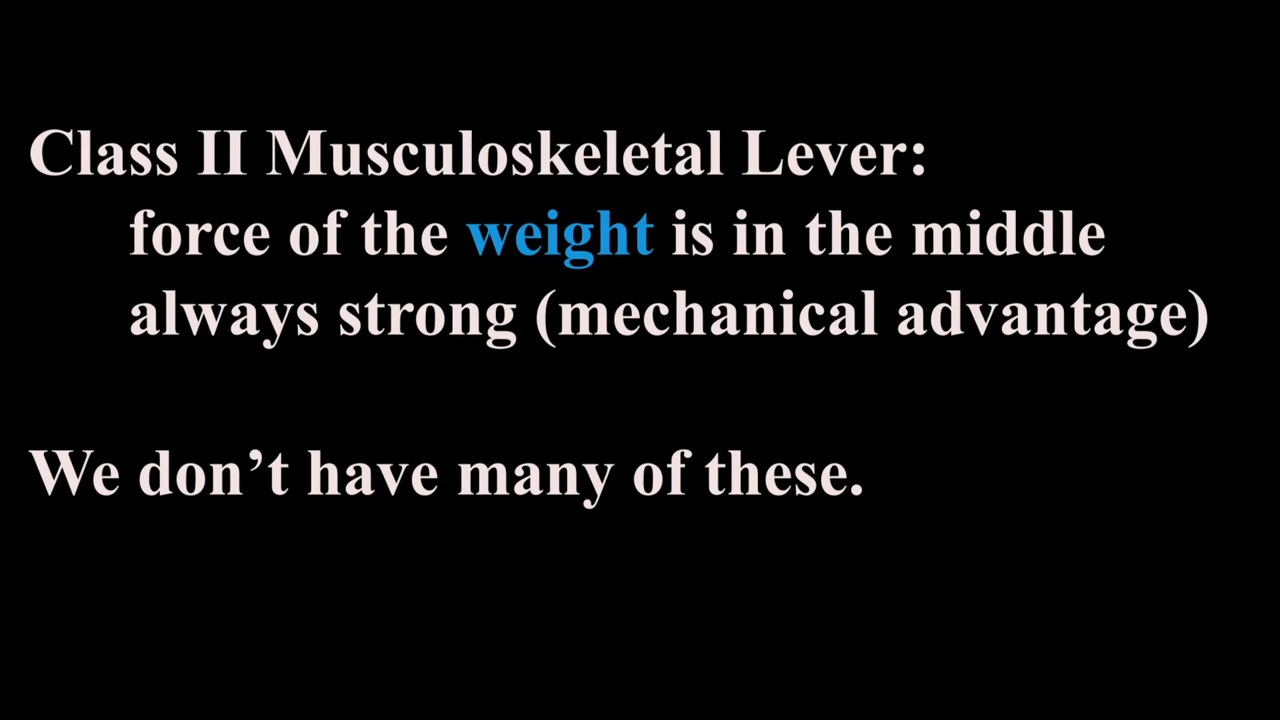 Class II Musculoskeletal Lever:
force of the weight is in the middle
always strong (mechanical advantage)
We don’t have many of these.